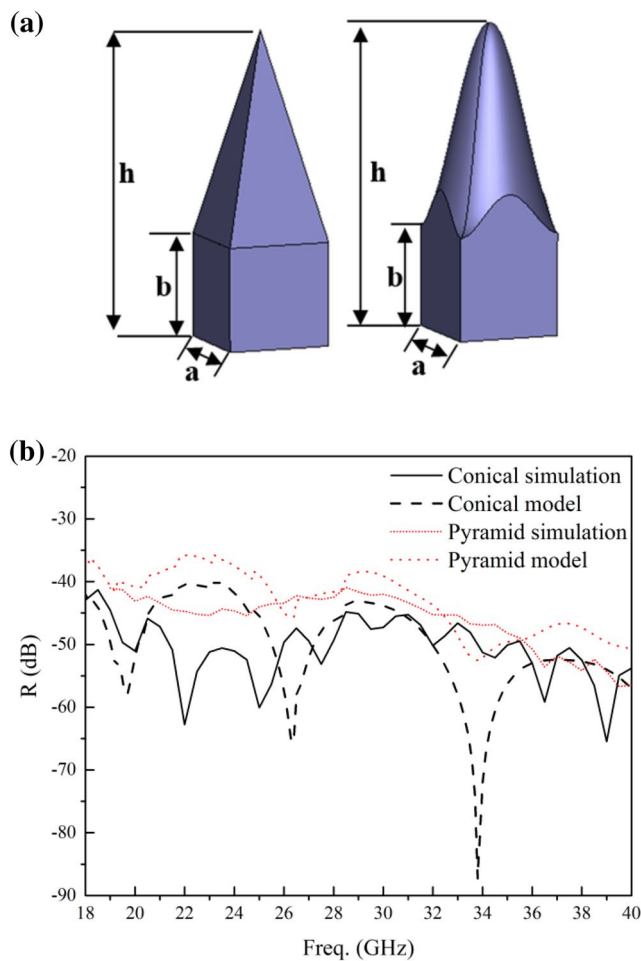 (a)
h
b
a
h
b
a
(b)
-20
-30
-40
-50
-60
-70
-80
-90
R (dB)
Conical simulation
Conical model
Pyramid simulation
Pyramid model
18 20 22 24 26 28 30 32 34 36 38 40
Freq. (GHz)